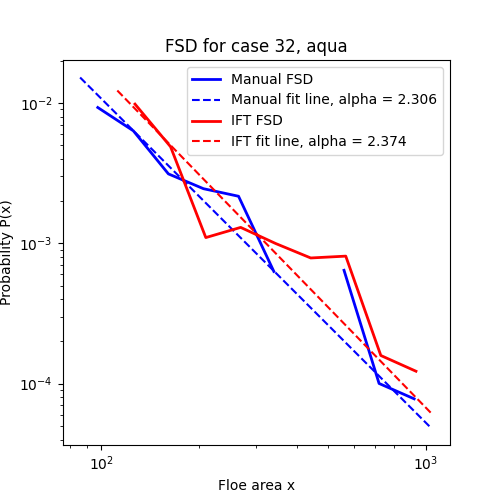 FSD for case 32, aqua
Manual FSD
Manual fit line, alpha = 2.306
IFT FSD
IFT fit line, alpha = 2.374
Probability P(x)
10⁻²
10⁻³
10⁻⁴
10² 10³
Floe area x